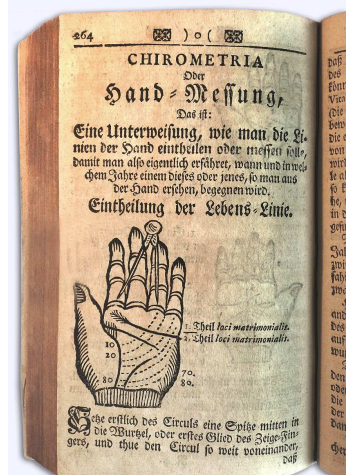 264 )o(
CHIROMETRIA
Oder
Hand-Messung,
Das ist:
Eine Unterweisung, wie man die Li-
nien der Hand eintheilen oder messen solle,
damit man also eigentlich erfähret, wann und in wel-
chem Jahre einem dieses oder jenes, so man aus
der Hand ersehen, begegnen wird.
Eintheilung der Lebens-Linie.
1. Theil loci matrimonialis.
2. Theil loci matrimonialis.
10
20
70.
80 80.
Setze erstlich des Circuls eine Spitze mitten in
die Wurtzel, oder erstes Glied des Zeige-Fin-
gers, und thue den Circul so weit voneinander,
daß